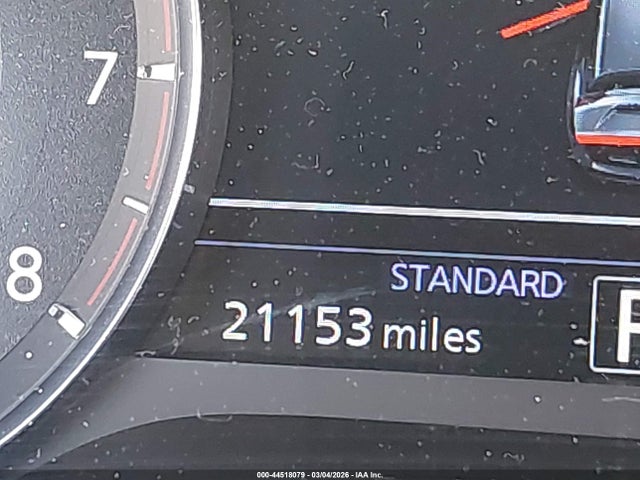 7
STANDARD
8
21153 miles
000-44518079 - 03/04/2026 - IAA Inc.